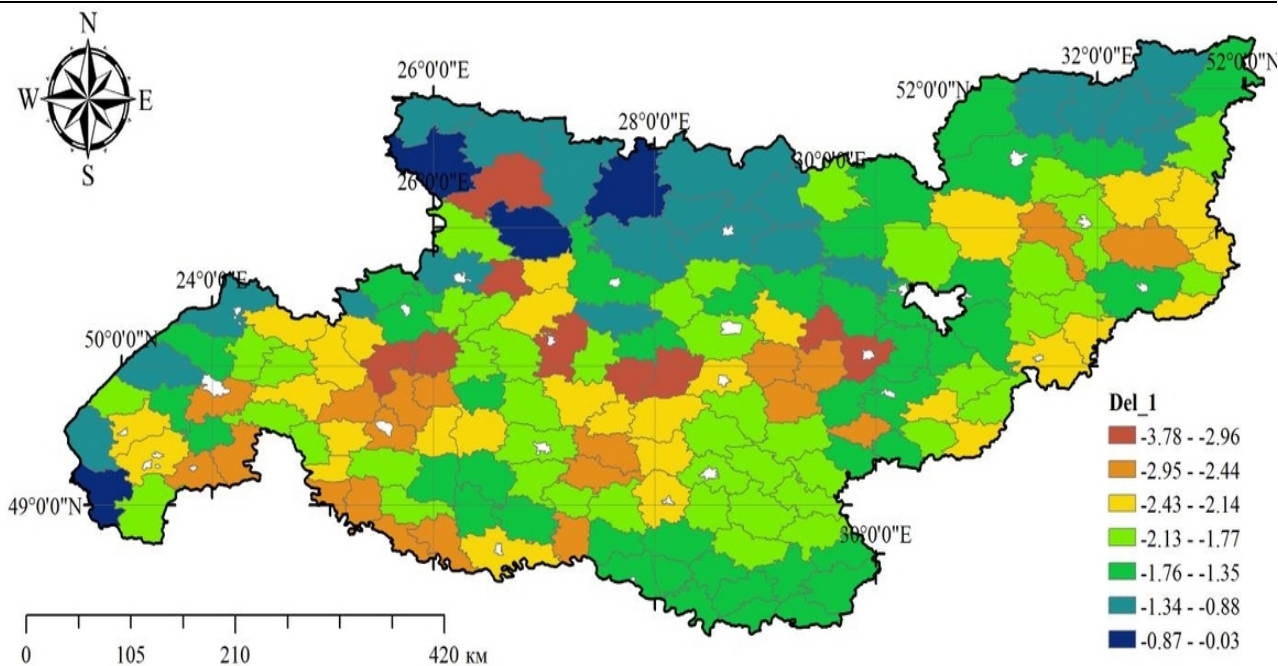 N
W E
S
26°0'0"E
28°0'0"E
32°0'0"E
52°0'0"N
52°0'0"N
30°0'0"E
26°0'0"E
24°0'0"E
50°0'0"N
49°0'0"N
30°0'0"E
Del_1
-3.78 - -2.96
-2.95 - -2.44
-2.43 - -2.14
-2.13 - -1.77
-1.76 - -1.35
-1.34 - -0.88
-0.87 - -0.03
0 105 210 420 км